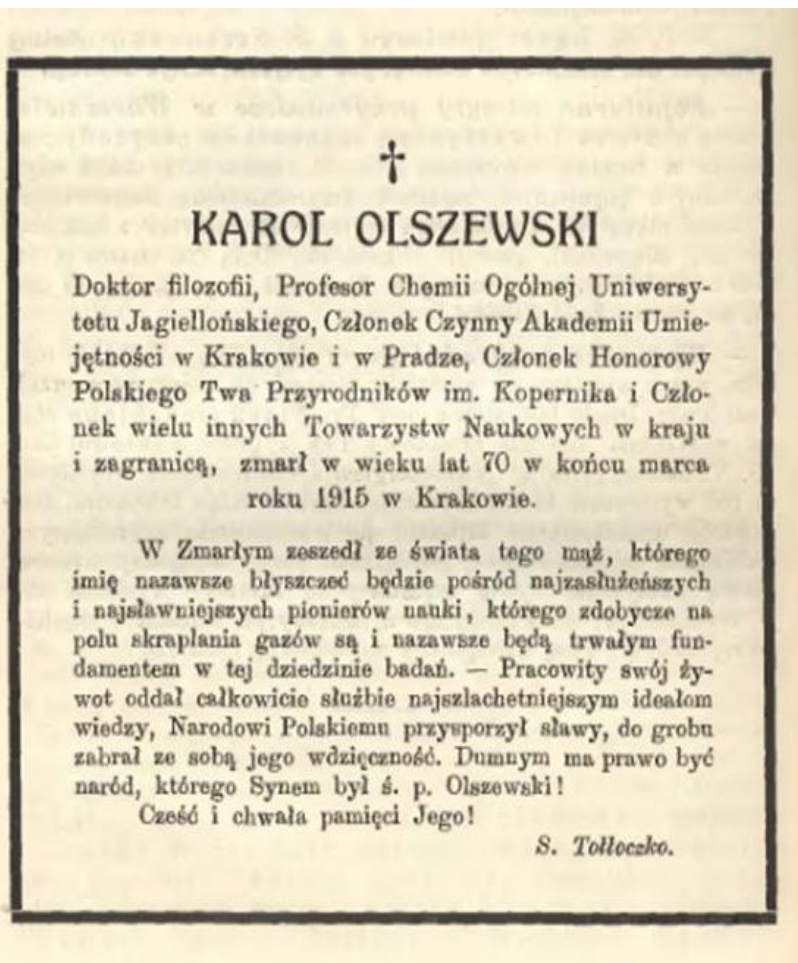 †
KAROL OLSZEWSKI
Doktor filozofii, Profesor Chemii Ogólnej Uniwersy-
tetu Jagiellońskiego, Członek Czynny Akademii Umie-
jętności w Krakowie i w Pradze, Członek Honorowy
Polskiego Twa Przyrodników im. Kopernika i Czło-
nek wielu innych Towarzystw Naukowych w kraju
i zagranicą, zmarł w wieku lat 70 w końcu marca
roku 1915 w Krakowie.
W Zmarłym zeszedł ze świata tego mąż, którego
imię nazawsze błyszczeć będzie pośród najzasłużeńszych
i najsławniejszych pionierów nauki, którego zdobycze na
polu skraplania gazów są i nazawsze będą trwałym fun-
damentem w tej dziedzinie badań. — Pracowity swój ży-
wot oddał całkowicie służbie najszlachetniejszym ideałom
wiedzy, Narodowi Polskiemu przysporzył sławy, do grobu
zabrał ze sobą jego wdzięczność. Dumnym ma prawo być
naród, którego Synem był ś. p. Olszewski!
Cześć i chwała pamięci Jego!
S. Tołłoczko.